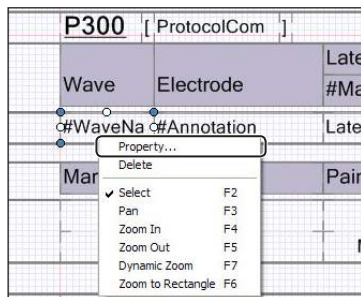 P300 [ ProtocolCom ]
Late
Wave Electrode #Ma
#WaveNa #Annotation Late
Property...
Delete
Mar Pair
Select F2
Pan F3
Zoom In F4
Zoom Out F5
Dynamic Zoom F7
Zoom to Rectangle F6